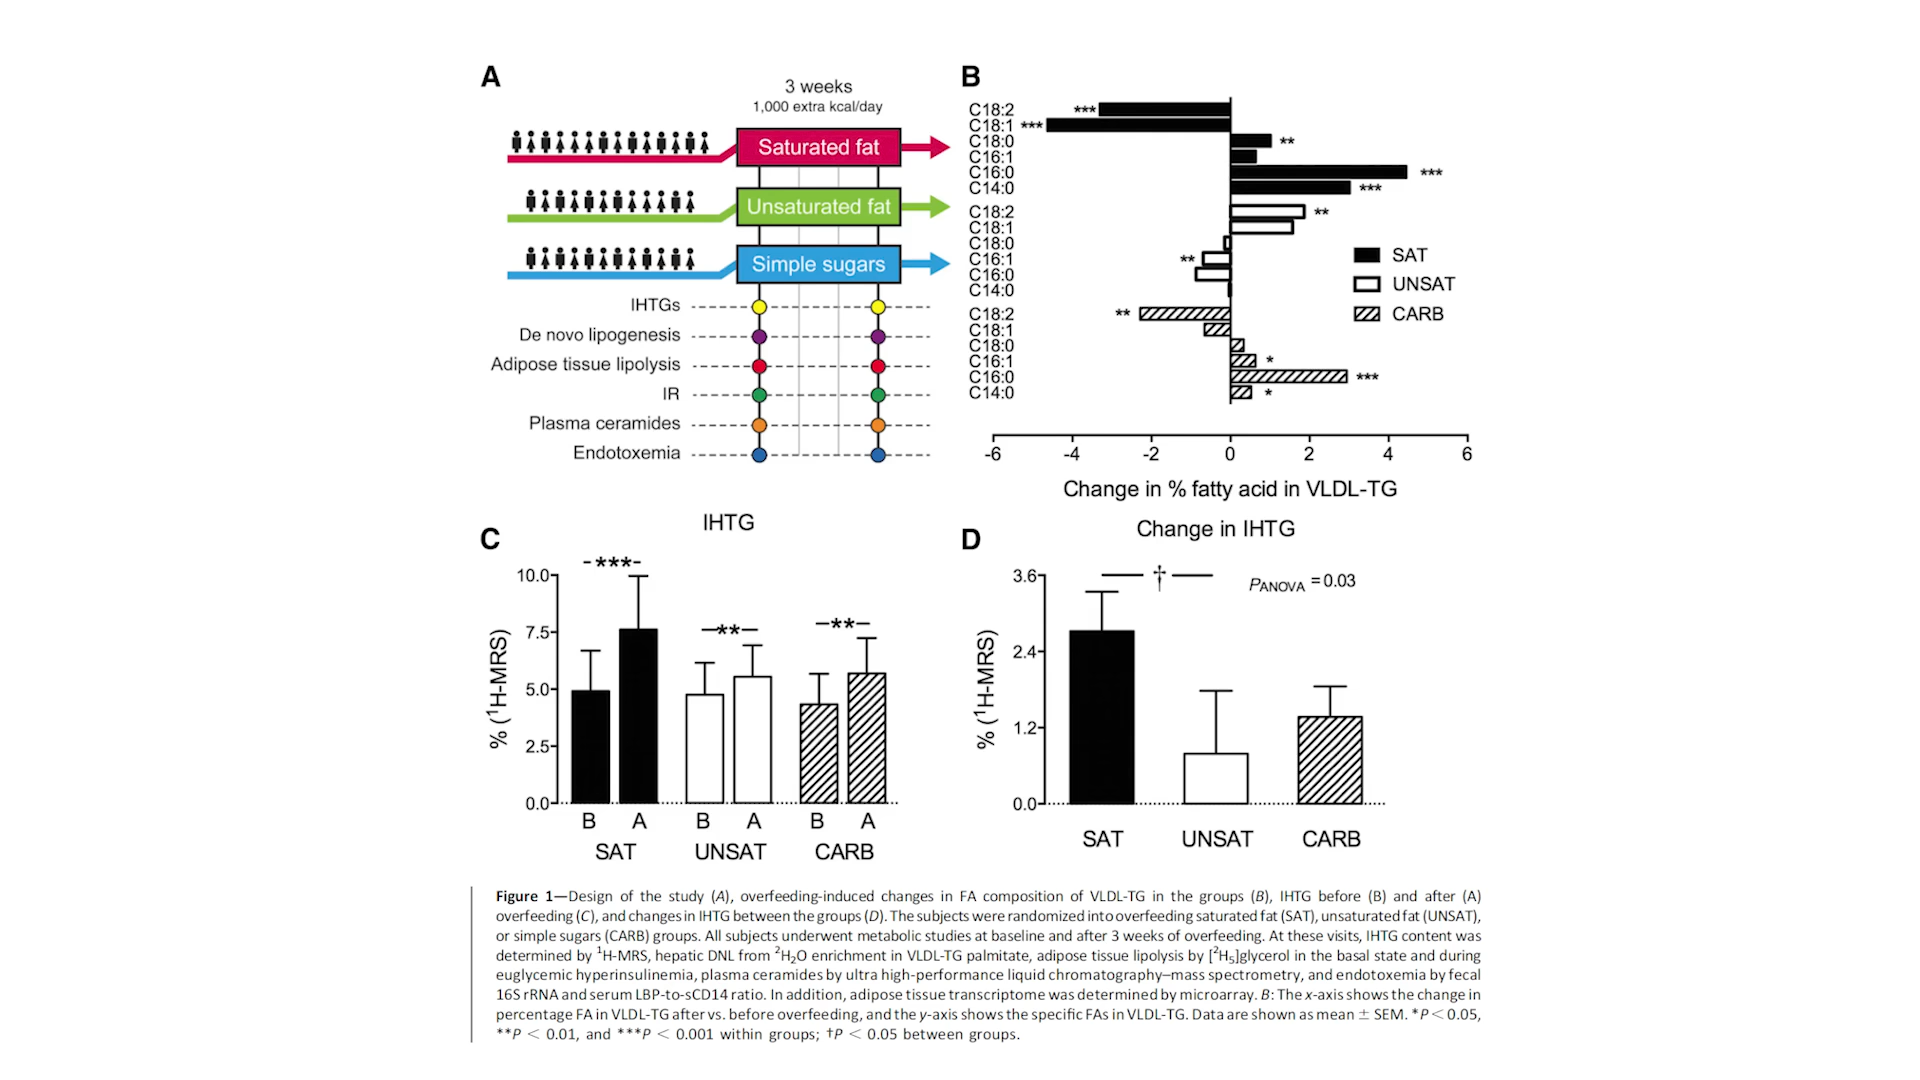 A
3 weeks
1,000 extra kcal/day
Saturated fat
Unsaturated fat
Simple sugars
IHTGs
De novo lipogenesis
Adipose tissue lipolysis
IR
Plasma ceramides
Endotoxemia
B
C18:2 ***
C18:1 ***
C18:0 **
C16:1
C16:0 ***
C14:0 ***
C18:2 **
C18:1
C18:0
C16:1 **
C16:0
C14:0
C18:2 **
C18:1
C18:0
C16:1 *
C16:0 ***
C14:0 *
SAT
UNSAT
CARB
-6 -4 -2 0 2 4 6
Change in % fatty acid in VLDL-TG
C
IHTG
% (¹H-MRS)
10.0
7.5
5.0
2.5
0.0
-***-
**
**
B A B A B A
SAT UNSAT CARB
D
Change in IHTG
% (¹H-MRS)
3.6
2.4
1.2
0.0
†
PANOVA = 0.03
SAT UNSAT CARB
Figure 1—Design of the study (A), overfeeding-induced changes in FA composition of VLDL-TG in the groups (B), IHTG before (B) and after (A)
overfeeding (C), and changes in IHTG between the groups (D). The subjects were randomized into overfeeding saturated fat (SAT), unsaturated fat (UNSAT),
or simple sugars (CARB) groups. All subjects underwent metabolic studies at baseline and after 3 weeks of overfeeding. At these visits, IHTG content was
determined by ¹H-MRS, hepatic DNL from ²H₂O enrichment in VLDL-TG palmitate, adipose tissue lipolysis by [²H₅]glycerol in the basal state and during
euglycemic hyperinsulinemia, plasma ceramides by ultra high-performance liquid chromatography–mass spectrometry, and endotoxemia by fecal
16S rRNA and serum LBP-to-sCD14 ratio. In addition, adipose tissue transcriptome was determined by microarray. B: The x-axis shows the change in
percentage FA in VLDL-TG after vs. before overfeeding, and the y-axis shows the specific FAs in VLDL-TG. Data are shown as mean ± SEM. *P < 0.05,
**P < 0.01, and ***P < 0.001 within groups; †P < 0.05 between groups.